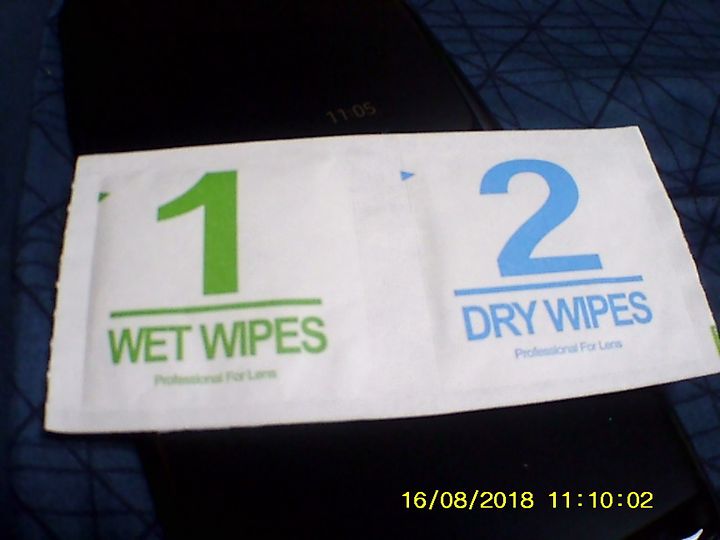 11:05
1
WET WIPES
Professional For Lens
2
DRY WIPES
Professional For Lens
16/08/2018 11:10:02